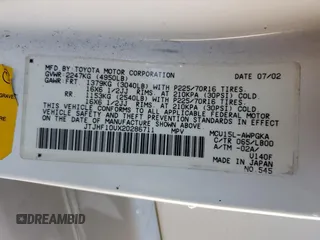 GRAVE
MFD. BY: TOYOTA MOTOR CORPORATION DATE 07/02
GVWR: 2247KG (4950LB)
GAWR: FRT 1379KG (3040LB) WITH P225/70R16 TIRES,
16X6 1/2JJ RIMS, AT 210KPA (30PSI) COLD
RR 1153KG (2540LB) WITH P225/70R16 TIRES,
16X6 1/2JJ RIMS, AT 210KPA (30PSI) COLD
THIS VEHICLE CONFORMS TO ALL APPLICABLE FEDERAL MOTOR VEHICLE SAFETY STANDARDS IN EFFECT ON THE DATE OF MANUFACTURE SHOWN ABOVE.
JTJHF10UX20286711 MPV
MCU15L-AWPGKA
C/TR: 065/LB00
A/TM: -02A/
U140F
MADE IN JAPAN
NO.545